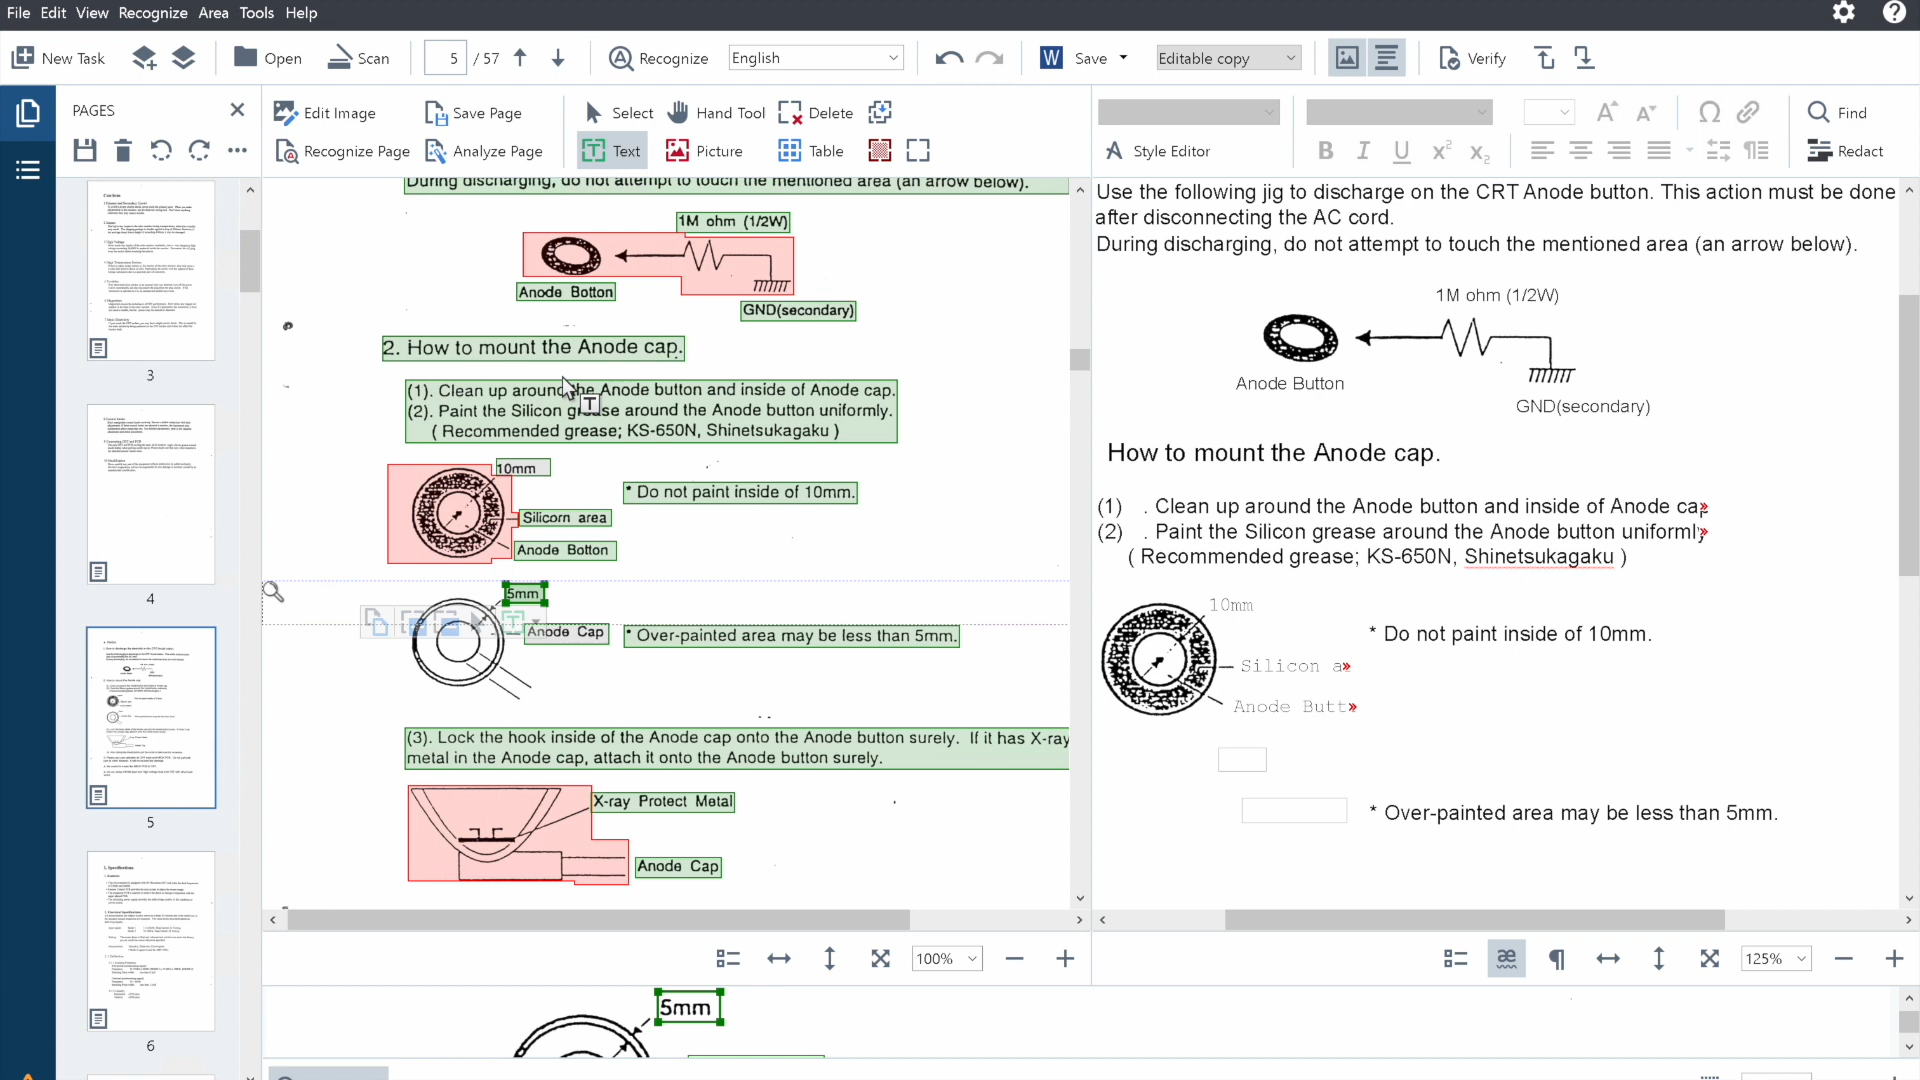 File Edit View Recognize Area Tools Help
New Task Open Scan 5 / 57 Recognize English Save Editable copy Verify
PAGES
Edit Image Save Page Select Hand Tool Delete Find
Recognize Page Analyze Page Text Picture Table Style Editor Redact
3
4
5
6
During discharging, do not attempt to touch the mentioned area (an arrow below).
1M ohm (1/2W)
Anode Botton
GND(secondary)
2. How to mount the Anode cap.
(1). Clean up around the Anode button and inside of Anode cap.
(2). Paint the Silicon grease around the Anode button uniformly.
( Recommended grease; KS-650N, Shinetsukagaku )
10mm
* Do not paint inside of 10mm.
Silicorn area
Anode Botton
5mm
Anode Cap
* Over-painted area may be less than 5mm.
(3). Lock the hook inside of the Anode cap onto the Anode button surely. If it has X-ray
metal in the Anode cap, attach it onto the Anode button surely.
X-ray Protect Metal
Anode Cap
100%
5mm
Use the following jig to discharge on the CRT Anode button. This action must be done
after disconnecting the AC cord.
During discharging, do not attempt to touch the mentioned area (an arrow below).
1M ohm (1/2W)
Anode Button
GND(secondary)
How to mount the Anode cap.
(1) . Clean up around the Anode button and inside of Anode cap
(2) . Paint the Silicon grease around the Anode button uniformly
( Recommended grease; KS-650N, Shinetsukagaku )
10mm
* Do not paint inside of 10mm.
Silicon a
Anode Butt
* Over-painted area may be less than 5mm.
125%